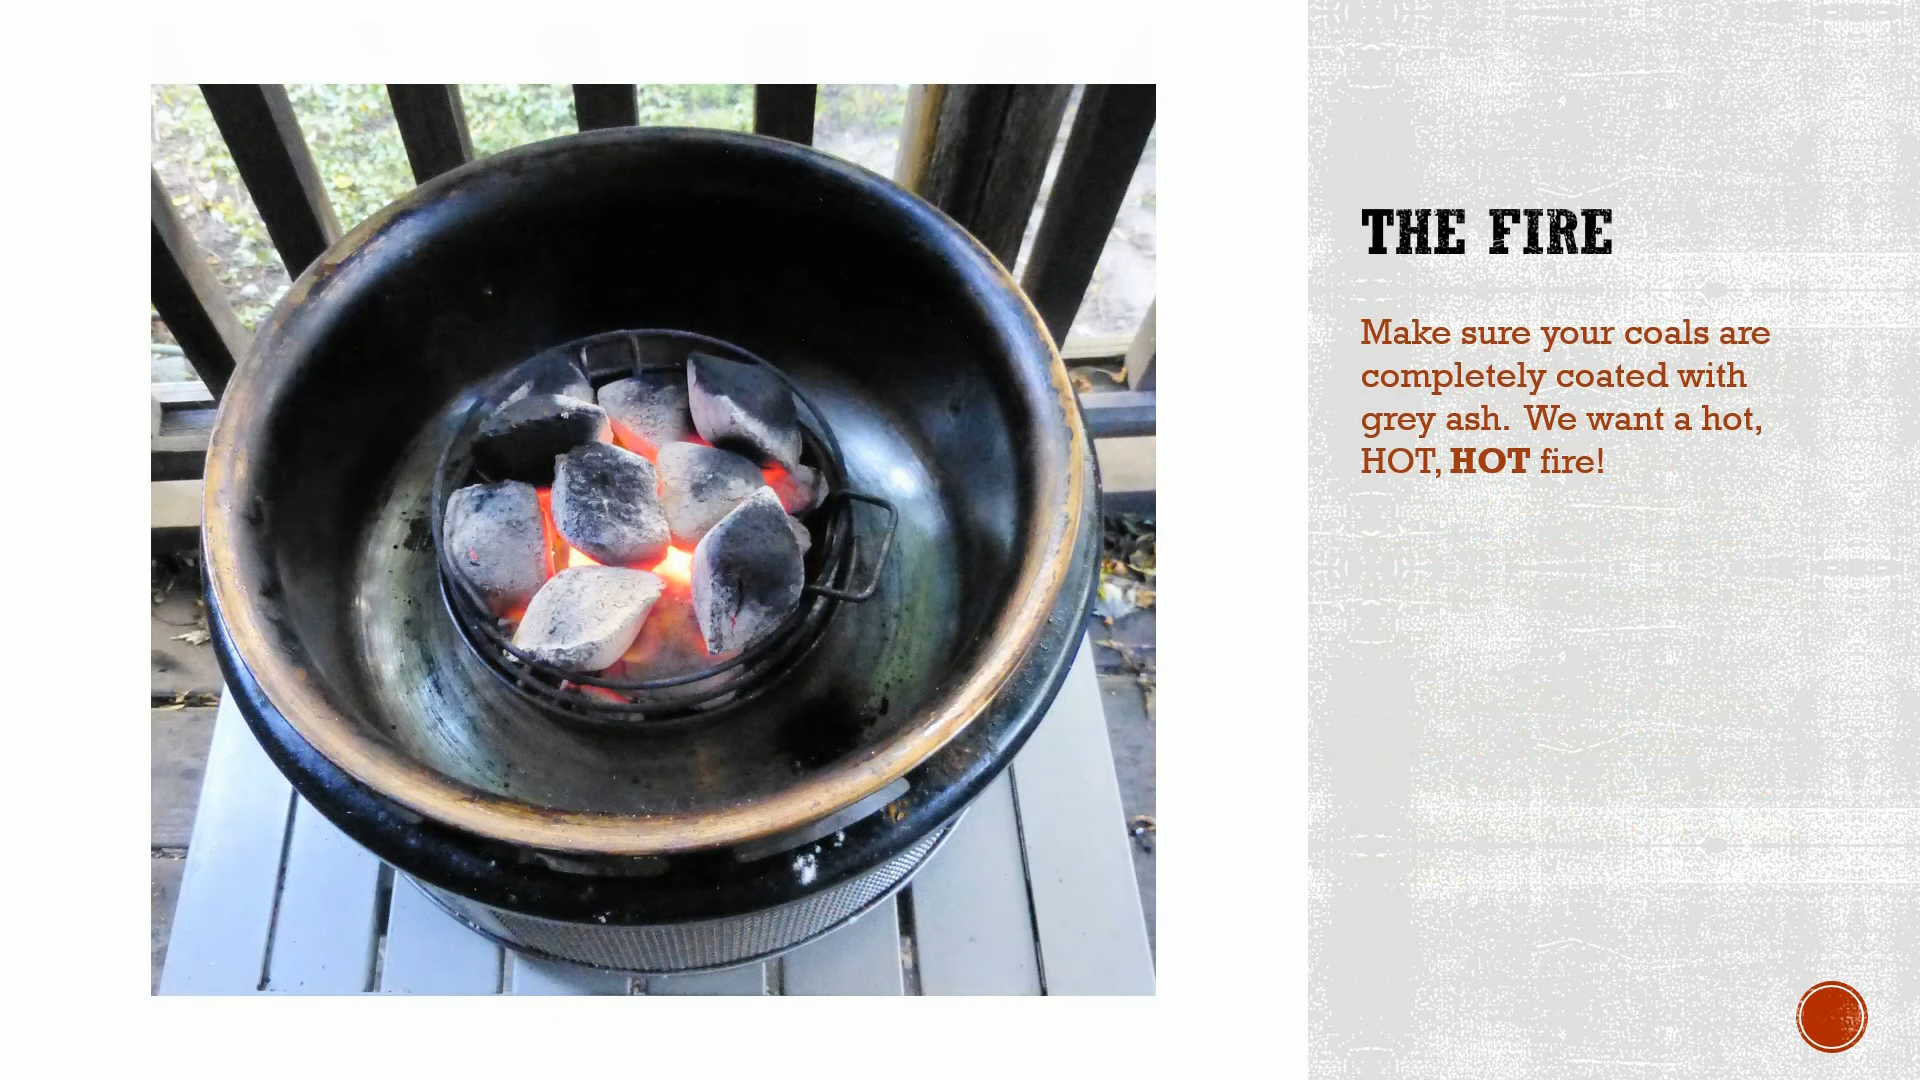 THE FIRE
Make sure your coals are
completely coated with
grey ash.  We want a hot,
HOT, HOT fire!